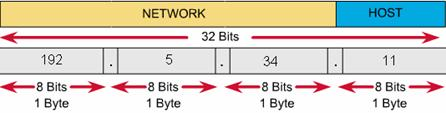 NETWORK HOST
32 Bits
192 . 5 . 34 . 11
8 Bits 8 Bits 8 Bits 8 Bits
1 Byte 1 Byte 1 Byte 1 Byte